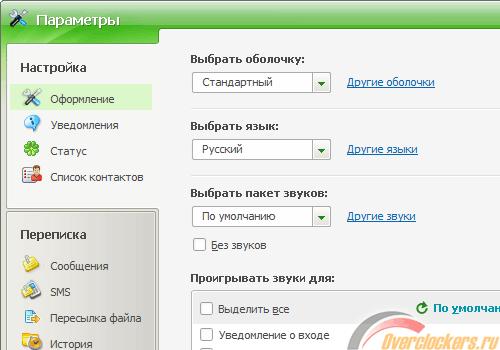 Параметры
Настройка
Оформление
Уведомления
Статус
Список контактов
Переписка
Сообщения
SMS
Пересылка файла
История
Выбрать оболочку:
Стандартный
Другие оболочки
Выбрать язык:
Русский
Другие языки
Выбрать пакет звуков:
По умолчанию
Другие звуки
Без звуков
Проигрывать звуки для:
Выделить все
По умолчан
Уведомление о входе
Overclockers.ru